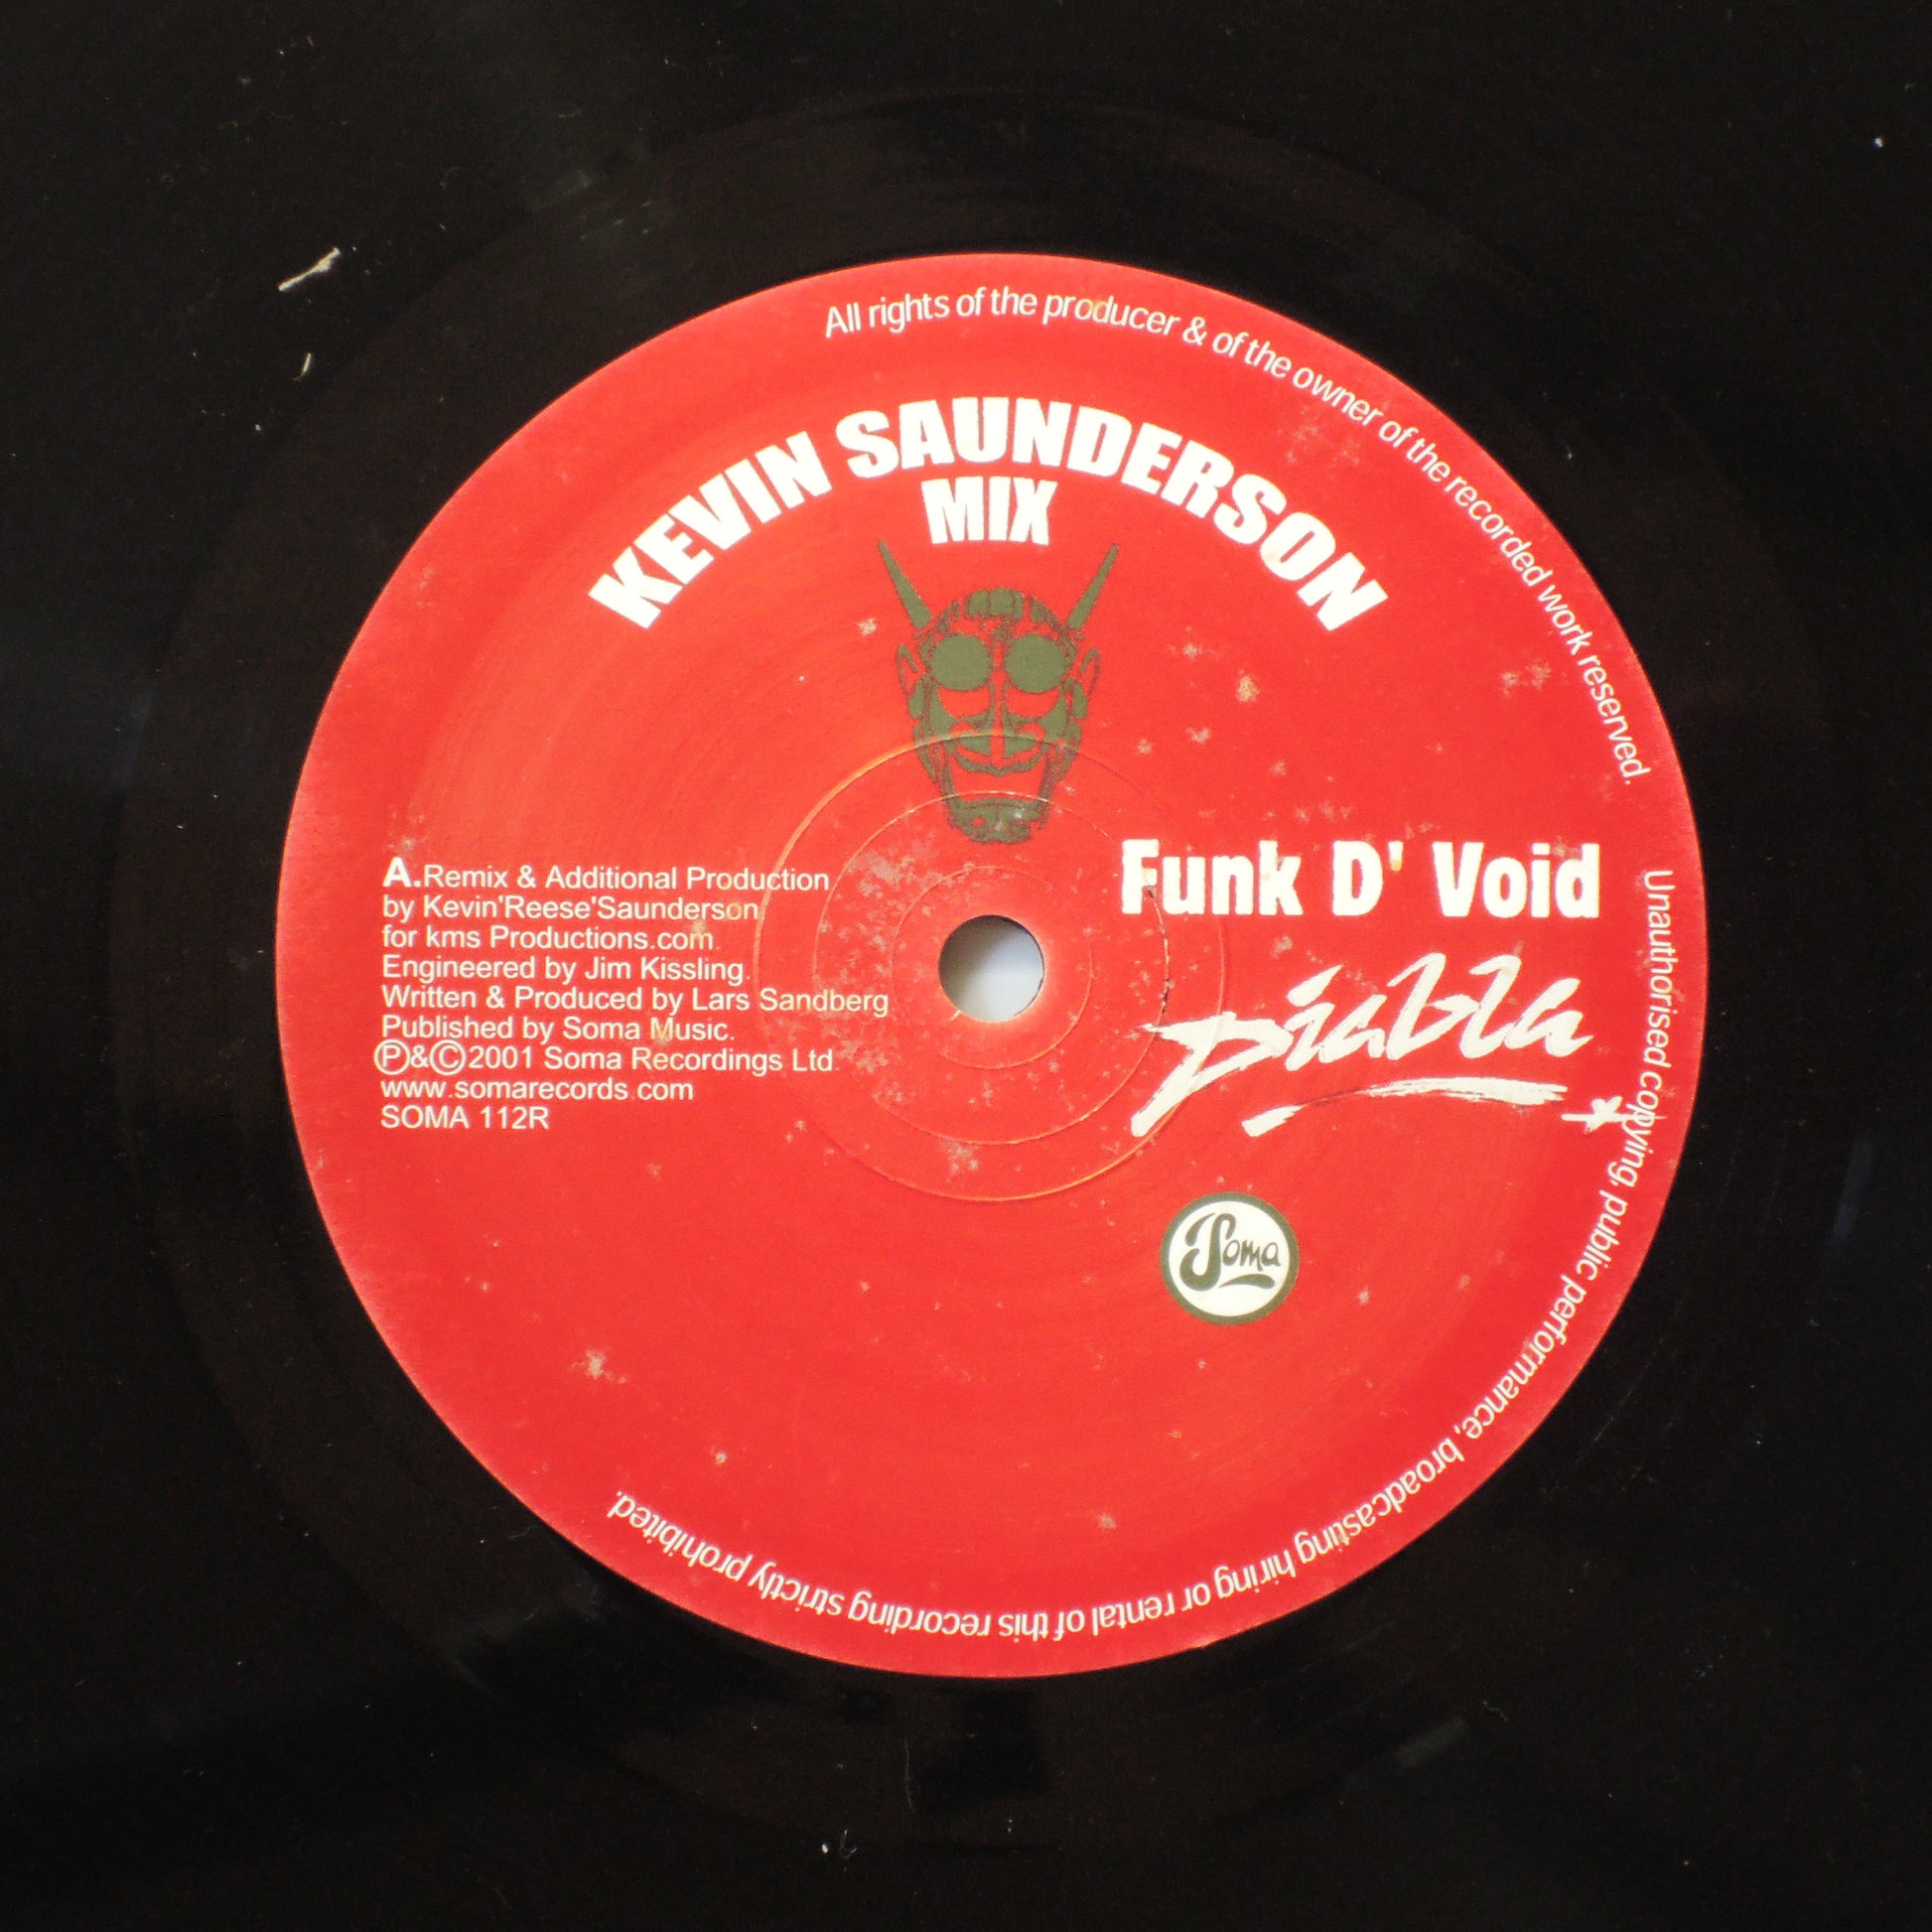 All rights of the producer & of the owner of the recorded work reserved.
KEVIN SAUNDERSON
MIX
A.Remix & Additional Production
by Kevin'Reese'Saunderson
for kms Productions.com
Engineered by Jim Kissling.
Written & Produced by Lars Sandberg
Published by Soma Music.
Ⓟ&©2001 Soma Recordings Ltd.
www.somarecords.com
SOMA 112R
Funk D' Void
Diabla
Soma
Unauthorised copying, public performance, broadcasting hiring or rental of this recording strictly prohibited.